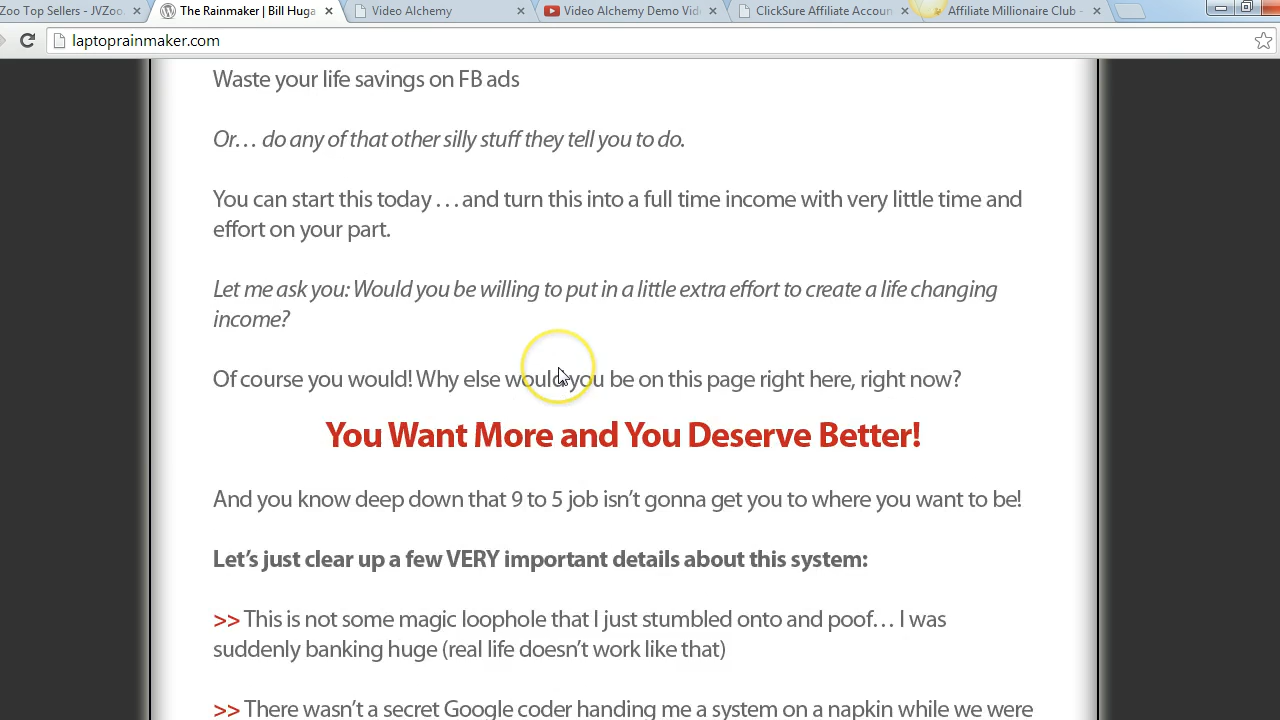 Zoo Top Sellers - JVZoo. The Rainmaker | Bill Huga Video Alchemy Video Alchemy Demo Vide ClickSure Affiliate Accoun Affiliate Millionaire Club -
laptoprainmaker.com
Waste your life savings on FB ads
Or… do any of that other silly stuff they tell you to do.
You can start this today . . . and turn this into a full time income with very little time and
effort on your part.
Let me ask you: Would you be willing to put in a little extra effort to create a life changing
income?
Of course you would! Why else would you be on this page right here, right now?
You Want More and You Deserve Better!
And you know deep down that 9 to 5 job isn’t gonna get you to where you want to be!
Let’s just clear up a few VERY important details about this system:
>> This is not some magic loophole that I just stumbled onto and poof… I was
suddenly banking huge (real life doesn’t work like that)
>> There wasn’t a secret Google coder handing me a system on a napkin while we were